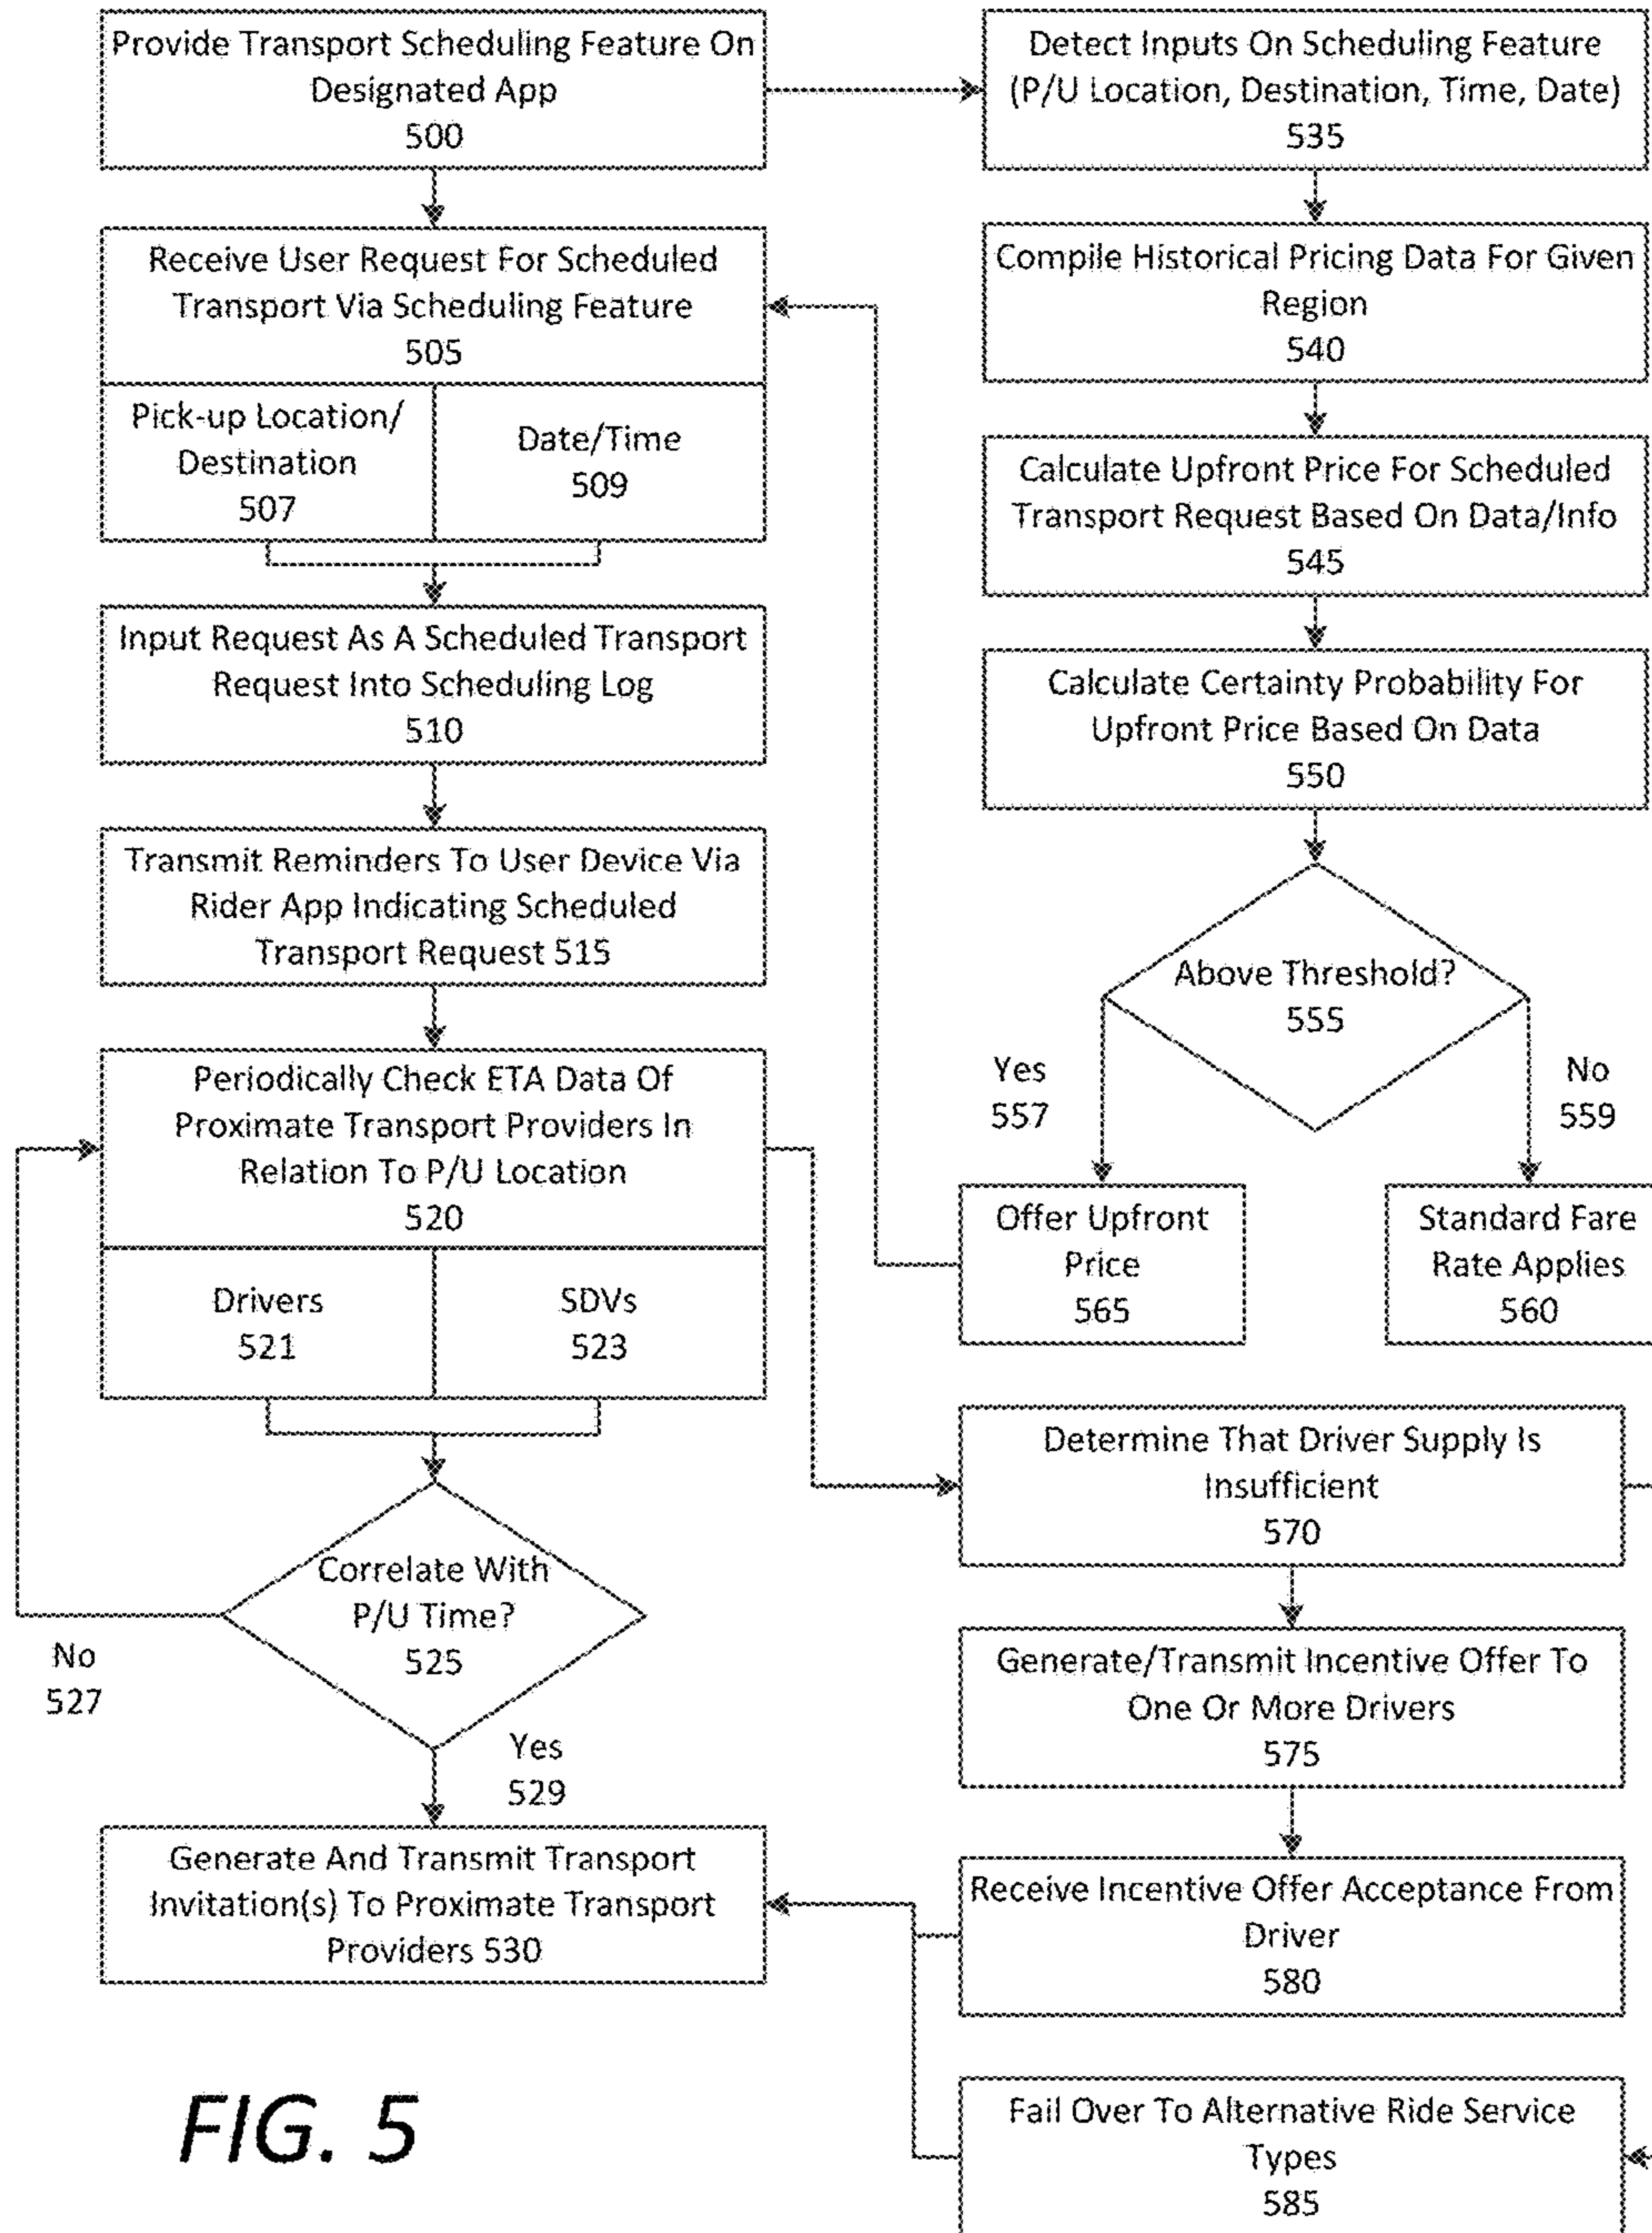 Provide Transport Scheduling Feature On
Designated App
500
Receive User Request For Scheduled
Transport Via Scheduling Feature
505
Pick-up Location/
Destination
507
Date/Time
509
Input Request As A Scheduled Transport
Request Into Scheduling Log
510
Transmit Reminders To User Device Via
Rider App Indicating Scheduled
Transport Request 515
Periodically Check ETA Data Of
Proximate Transport Providers In
Relation To P/U Location
520
Drivers
521
SDVs
523
Correlate With
P/U Time?
525
No
527
Yes
529
Generate And Transmit Transport
Invitation(s) To Proximate Transport
Providers 530
Detect Inputs On Scheduling Feature
(P/U Location, Destination, Time, Date)
535
Compile Historical Pricing Data For Given
Region
540
Calculate Upfront Price For Scheduled
Transport Request Based On Data/Info
545
Calculate Certainty Probability For
Upfront Price Based On Data
550
Above Threshold?
555
Yes
557
No
559
Offer Upfront
Price
565
Standard Fare
Rate Applies
560
Determine That Driver Supply Is
Insufficient
570
Generate/Transmit Incentive Offer To
One Or More Drivers
575
Receive Incentive Offer Acceptance From
Driver
580
Fail Over To Alternative Ride Service
Types
585
FIG. 5